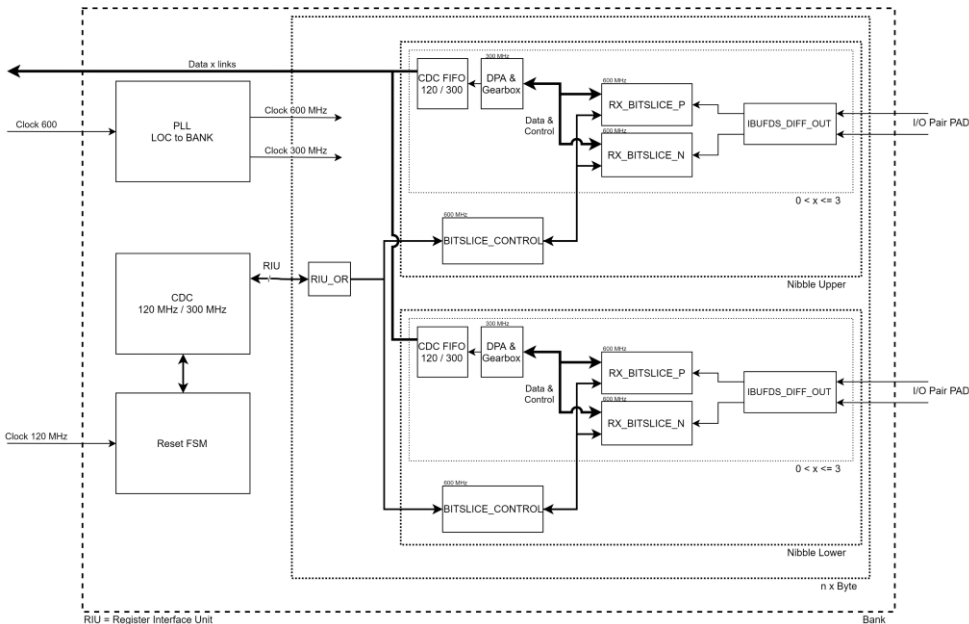 300 MHz
CDC FIFO
120 / 300
DPA &
Gearbox
600 MHz
RX_BITSLICE_P
Data x links
Clock 600 MHz
PLL
LOC to BANK
Clock 600
Clock 300 MHz
Data &
Control
600 MHz
RX_BITSLICE_N
IBUFDS_DIFF_OUT
I/O Pair PAD
0 < x <= 3
600 MHz
BITSLICE_CONTROL
RIU
RIU_OR
Nibble Upper
CDC
120 MHz / 300 MHz
300 MHz
CDC FIFO
120 / 300
DPA &
Gearbox
600 MHz
RX_BITSLICE_P
Data &
Control
600 MHz
RX_BITSLICE_N
IBUFDS_DIFF_OUT
I/O Pair PAD
Clock 120 MHz
Reset FSM
0 < x <= 3
600 MHz
BITSLICE_CONTROL
Nibble Lower
n x Byte
RIU = Register Interface Unit
Bank